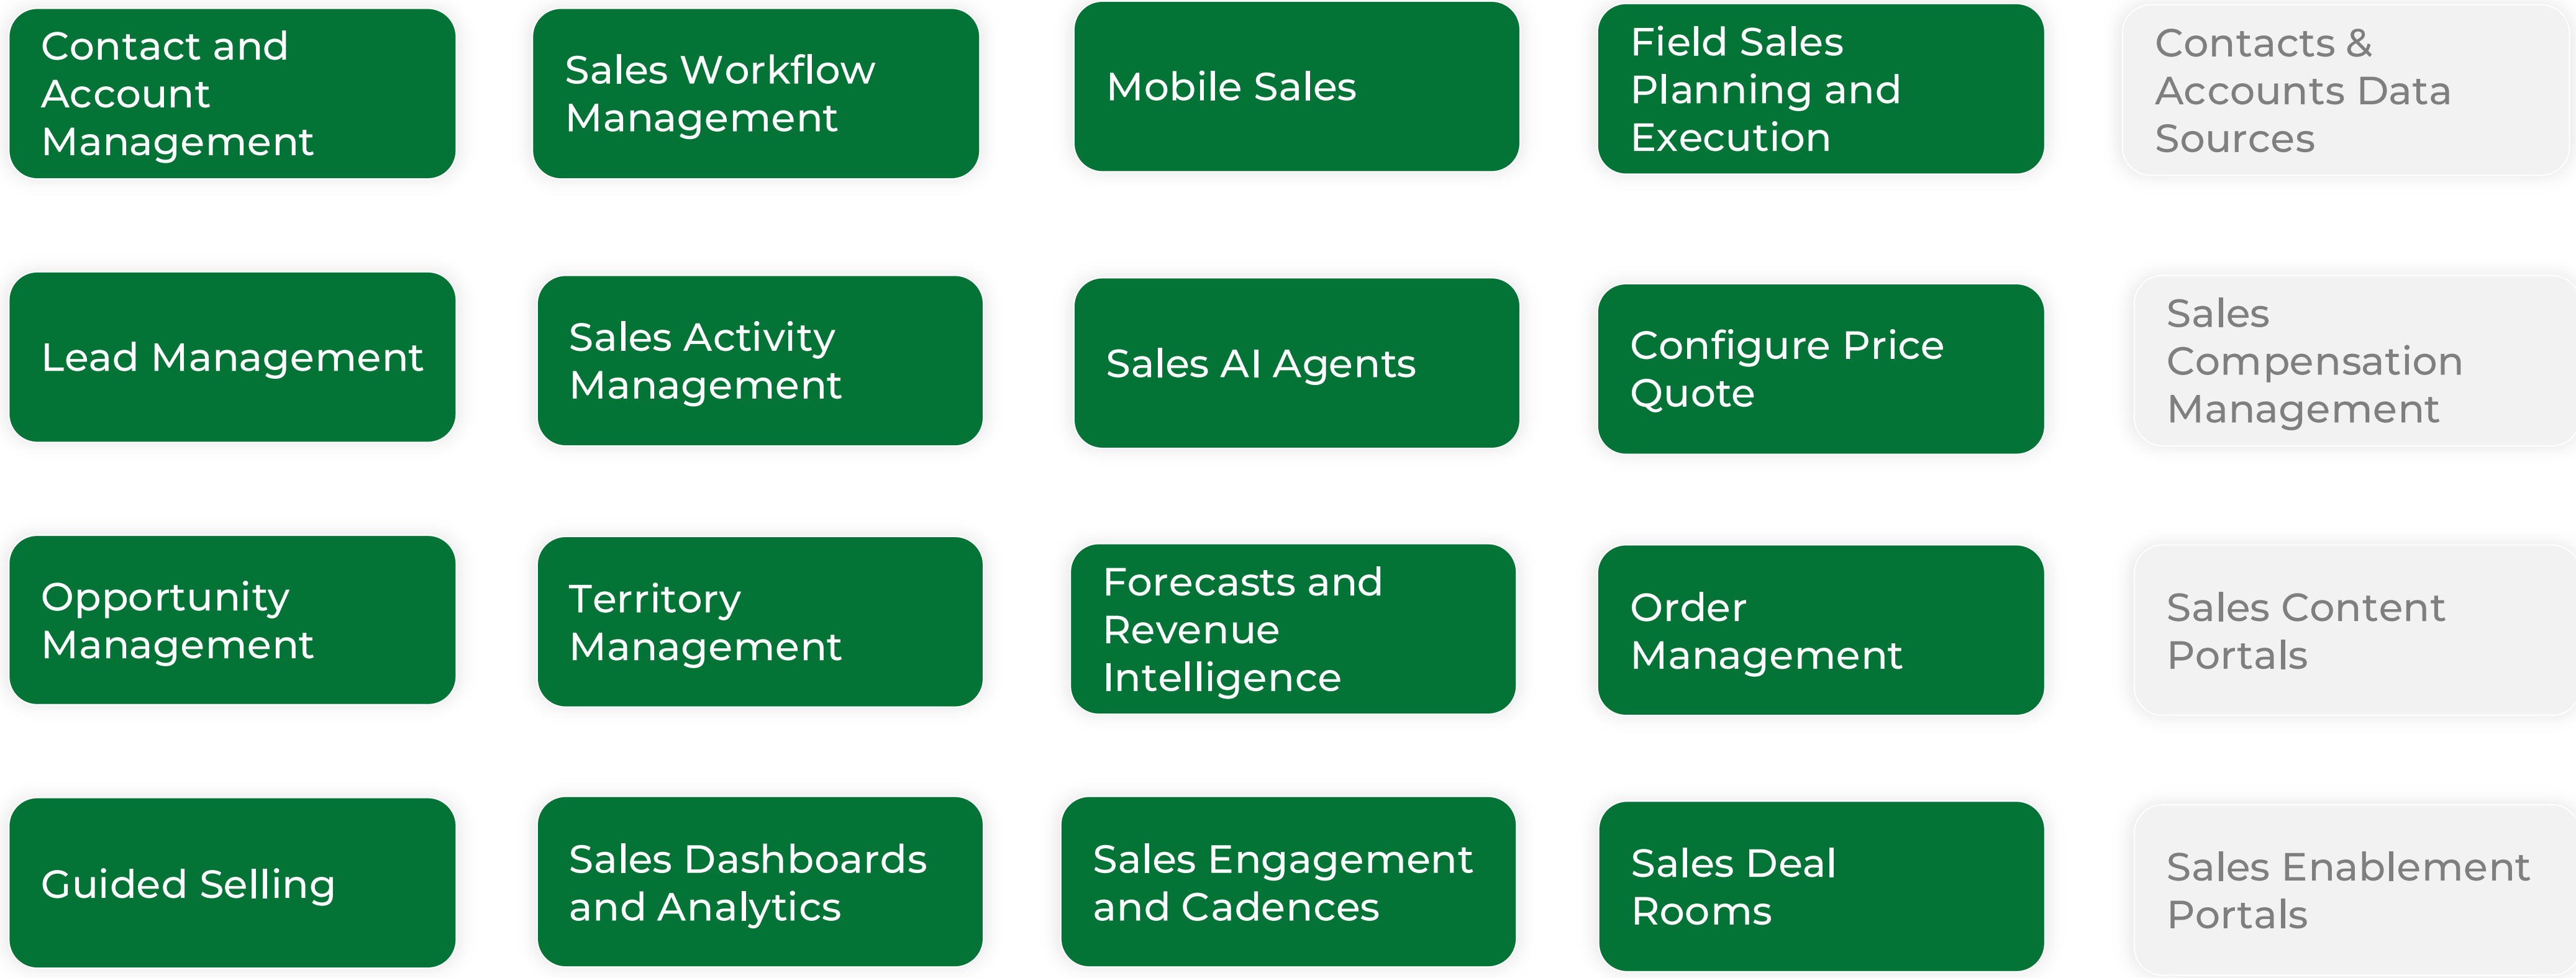 Contact and
Account
Management
Sales Workflow
Management
Mobile Sales
Field Sales
Planning and
Execution
Contacts &
Accounts Data
Sources
Lead Management
Sales Activity
Management
Sales AI Agents
Configure Price
Quote
Sales
Compensation
Management
Opportunity
Management
Territory
Management
Forecasts and
Revenue
Intelligence
Order
Management
Sales Content
Portals
Guided Selling
Sales Dashboards
and Analytics
Sales Engagement
and Cadences
Sales Deal
Rooms
Sales Enablement
Portals